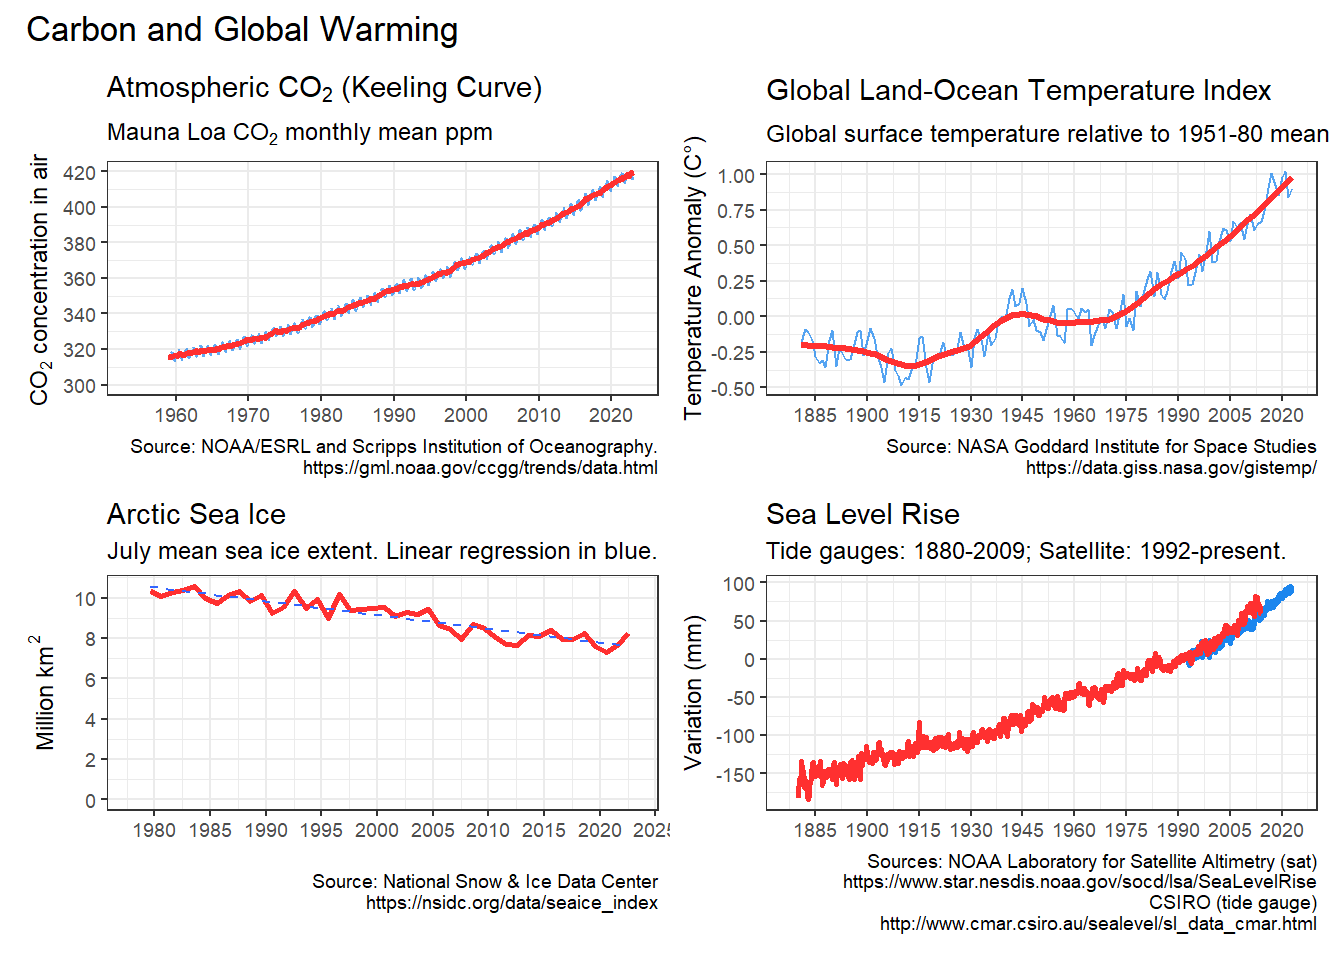 Carbon and Global Warming
Atmospheric CO₂ (Keeling Curve)
Mauna Loa CO₂ monthly mean ppm
CO₂ concentration in air
420
400
380
360
340
320
300
1960 1970 1980 1990 2000 2010 2020
Source: NOAA/ESRL and Scripps Institution of Oceanography.
https://gml.noaa.gov/ccgg/trends/data.html
Global Land-Ocean Temperature Index
Global surface temperature relative to 1951-80 mean
Temperature Anomaly (C°)
1.00
0.75
0.50
0.25
0.00
-0.25
-0.50
1885 1900 1915 1930 1945 1960 1975 1990 2005 2020
Source: NASA Goddard Institute for Space Studies
https://data.giss.nasa.gov/gistemp/
Arctic Sea Ice
July mean sea ice extent. Linear regression in blue.
Million km²
10
8
6
4
2
0
1980 1985 1990 1995 2000 2005 2010 2015 2020 2025
Source: National Snow & Ice Data Center
https://nsidc.org/data/seaice_index
Sea Level Rise
Tide gauges: 1880-2009; Satellite: 1992-present.
Variation (mm)
100
50
0
-50
-100
-150
1885 1900 1915 1930 1945 1960 1975 1990 2005 2020
Sources: NOAA Laboratory for Satellite Altimetry (sat)
https://www.star.nesdis.noaa.gov/socd/lsa/SeaLevelRise
CSIRO (tide gauge)
http://www.cmar.csiro.au/sealevel/sl_data_cmar.html